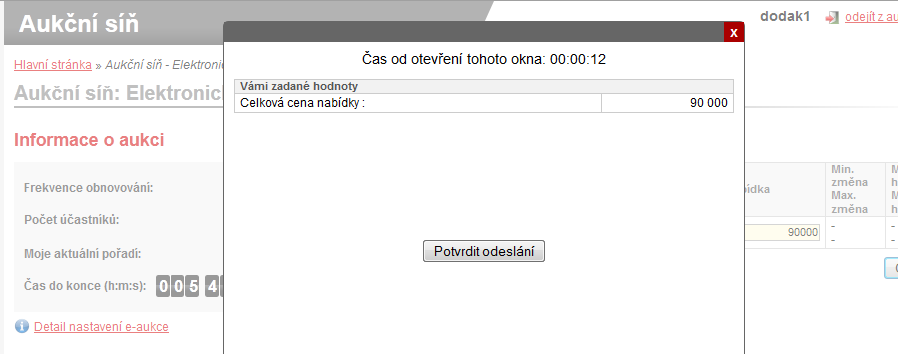 Aukční síň
dodak1
odejít z au
x
Čas od otevření tohoto okna: 00:00:12
Hlavní stránka » Aukční síň - Elektronic
Aukční síň: Elektronic
Vámi zadané hodnoty
Celková cena nabídky :
90 000
Informace o aukci
Frekvence obnovování:
Počet účastníků:
Moje aktuální pořadí:
Čas do konce (h:m:s):
0 0 5 4
bídka
Min.
změna
Max.
změna
M
h
M
h
90000
-
-
-
-
Potvrdit odeslání
Detail nastavení e-aukce